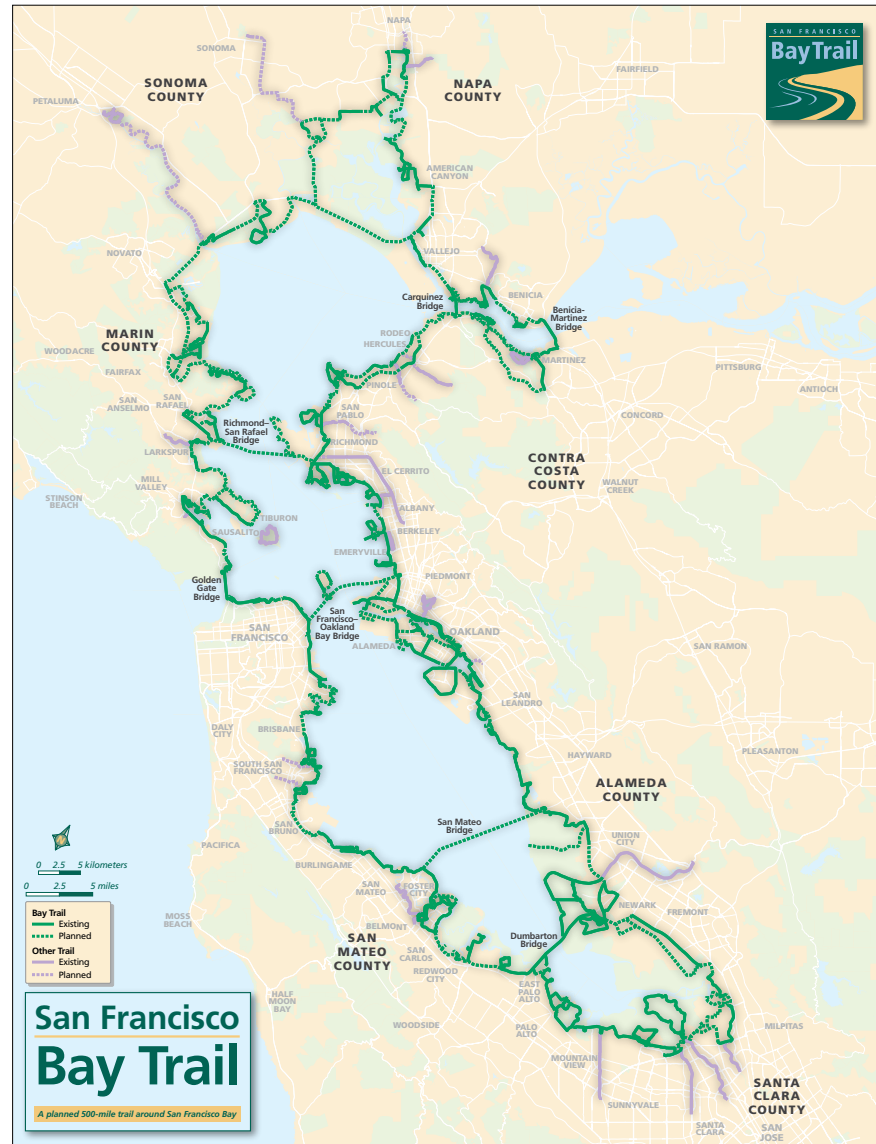 NAPA
SONOMA
SAN FRANCISCO
Bay Trail
SONOMA
COUNTY
NAPA
COUNTY
FAIRFIELD
PETALUMA
AMERICAN
CANYON
NOVATO
VALLEJO
BENICIA
Carquinez
Bridge
Benicia-
Martinez
Bridge
MARIN
COUNTY
RODEO
HERCULES
MARTINEZ
WOODACRE
FAIRFAX
PITTSBURG
PINOLE
ANTIOCH
SAN
ANSELMO
SAN
RAFAEL
SAN
PABLO
CONCORD
Richmond–
San Rafael
Bridge
RICHMOND
LARKSPUR
CONTRA
COSTA
COUNTY
EL CERRITO
MILL
VALLEY
WALNUT
CREEK
STINSON
BEACH
ALBANY
TIBURON
BERKELEY
SAUSALITO
EMERYVILLE
PIEDMONT
Golden
Gate
Bridge
San
Francisco–
Oakland
Bay Bridge
SAN
FRANCISCO
OAKLAND
ALAMEDA
SAN RAMON
SAN
LEANDRO
DALY
CITY
BRISBANE
HAYWARD
PLEASANTON
SOUTH SAN
FRANCISCO
ALAMEDA
COUNTY
San Mateo
Bridge
SAN
BRUNO
UNION
CITY
PACIFICA
BURLINGAME
0 2.5 5 kilometers
0 2.5 5 miles
SAN
MATEO
FOSTER
CITY
NEWARK
FREMONT
Bay Trail
Existing
Planned
Other Trail
Existing
Planned
MOSS
BEACH
BELMONT
SAN
MATEO
COUNTY
SAN
CARLOS
Dumbarton
Bridge
REDWOOD
CITY
EAST
PALO
ALTO
HALF
MOON
BAY
WOODSIDE
PALO
ALTO
MILPITAS
MOUNTAIN
VIEW
San Francisco
Bay Trail
A planned 500-mile trail around San Francisco Bay
SANTA
CLARA
COUNTY
SUNNYVALE
SANTA
CLARA
SAN
JOSE